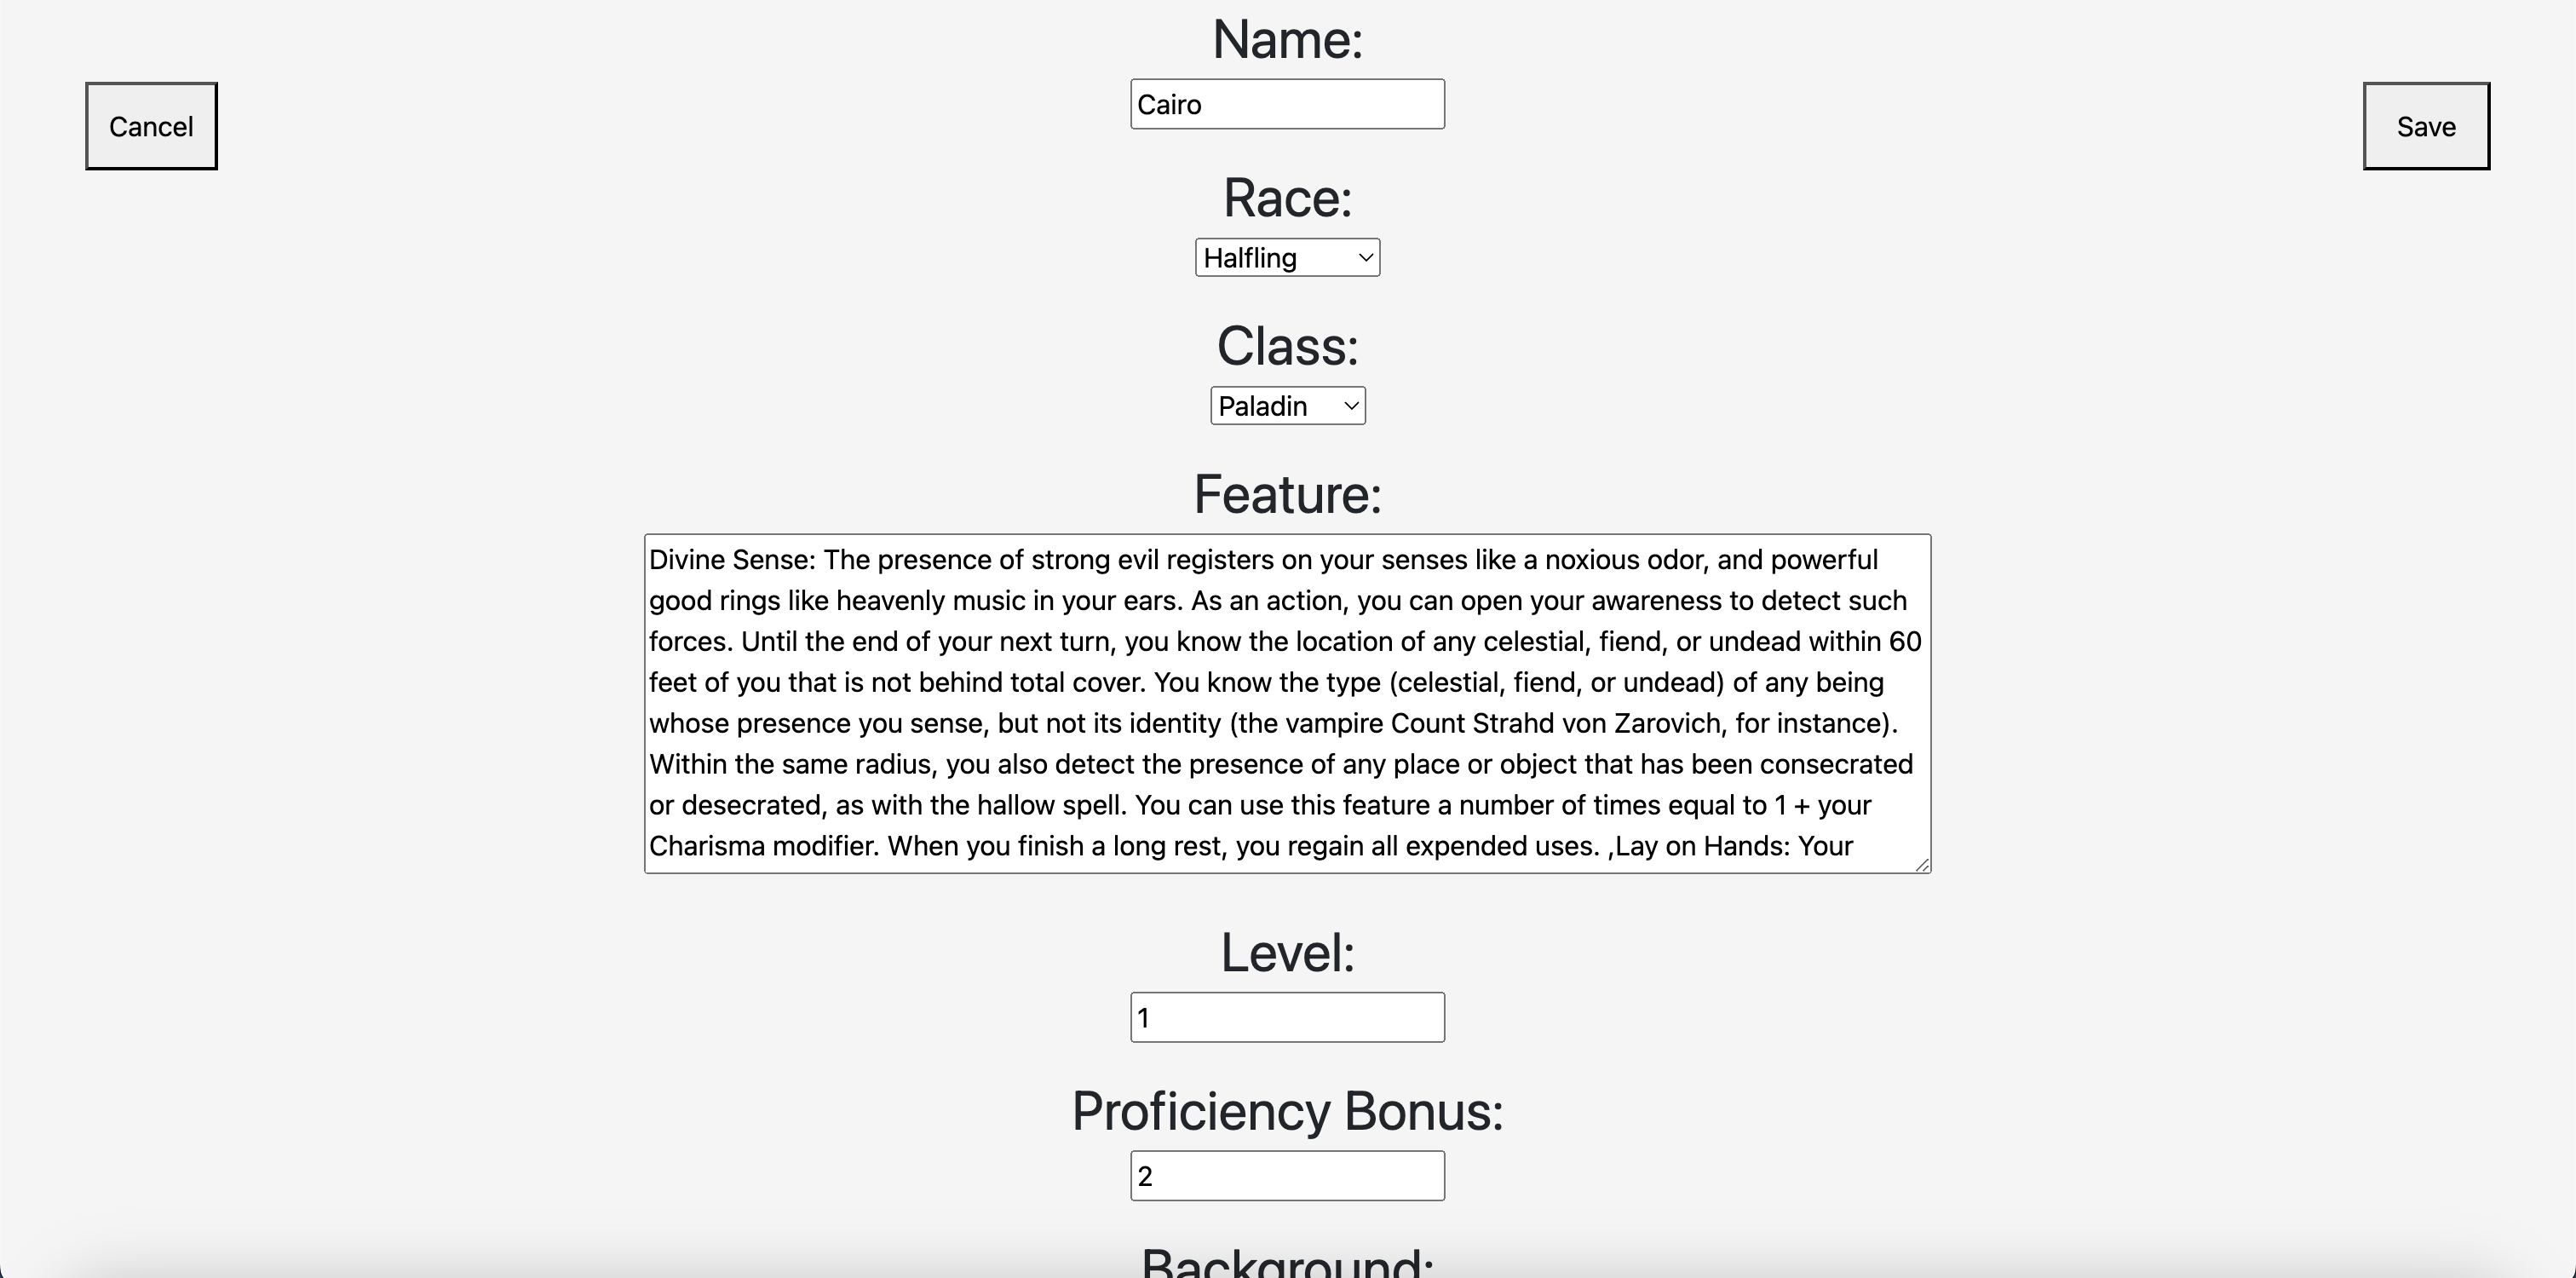 Name:
Cancel
Cairo
Save
Race:
Halfling
Class:
Paladin
Feature:
Divine Sense: The presence of strong evil registers on your senses like a noxious odor, and powerful
good rings like heavenly music in your ears. As an action, you can open your awareness to detect such
forces. Until the end of your next turn, you know the location of any celestial, fiend, or undead within 60
feet of you that is not behind total cover. You know the type (celestial, fiend, or undead) of any being
whose presence you sense, but not its identity (the vampire Count Strahd von Zarovich, for instance).
Within the same radius, you also detect the presence of any place or object that has been consecrated
or desecrated, as with the hallow spell. You can use this feature a number of times equal to 1 + your
Charisma modifier. When you finish a long rest, you regain all expended uses. ,Lay on Hands: Your
Level:
1
Proficiency Bonus:
2
Background: